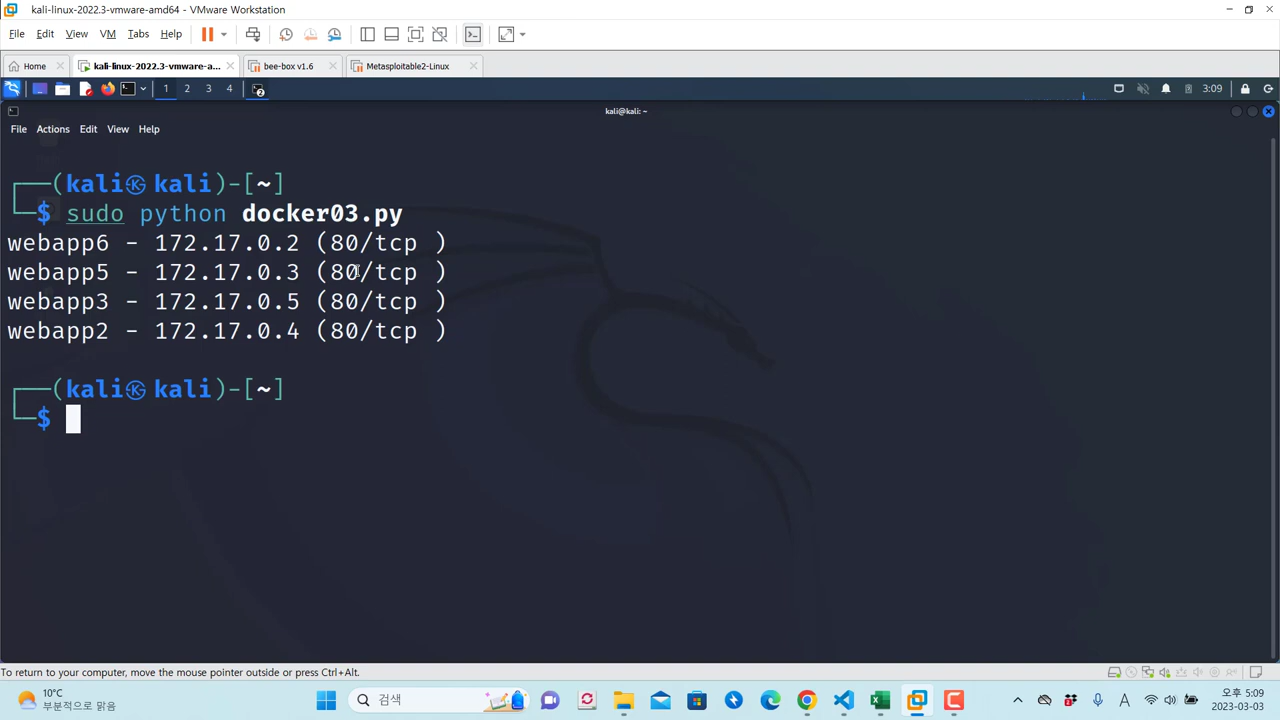 kali-linux-2022.3-vmware-amd64 - VMware Workstation
File Edit View VM Tabs Help
Home kali-linux-2022.3-vmware-a... bee-box v1.6 Metasploitable2-Linux
1 2 3 4 2 3:09
kali@kali: ~
File Actions Edit View Help
┌──(kali㉿kali)-[~]
└─$ sudo python docker03.py
webapp6 - 172.17.0.2 (80/tcp )
webapp5 - 172.17.0.3 (80/tcp )
webapp3 - 172.17.0.5 (80/tcp )
webapp2 - 172.17.0.4 (80/tcp )
┌──(kali㉿kali)-[~]
└─$
To return to your computer, move the mouse pointer outside or press Ctrl+Alt.
10°C
부분적으로 맑음
검색
A
오후 5:09
2023-03-03